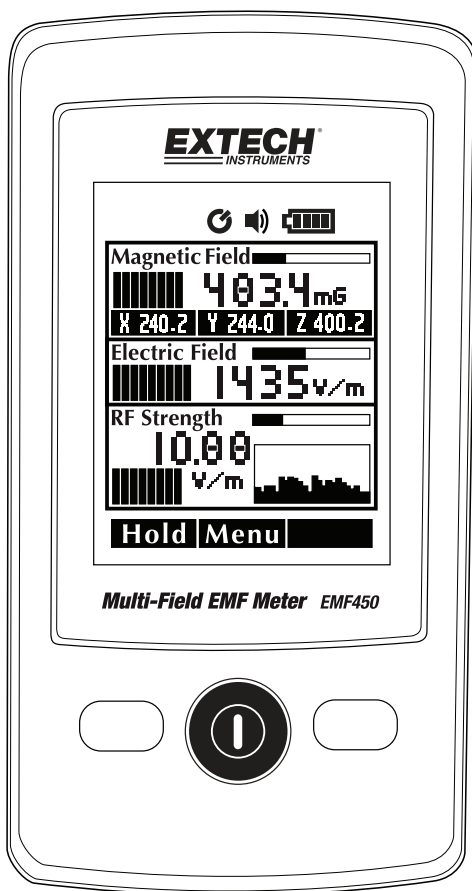 EXTECH®
INSTRUMENTS
Magnetic Field
403.4mG
X 240.2 Y 244.0 Z 400.2
Electric Field
1435v/m
RF Strength
10.00
V/m
Hold Menu
Multi-Field EMF Meter EMF450